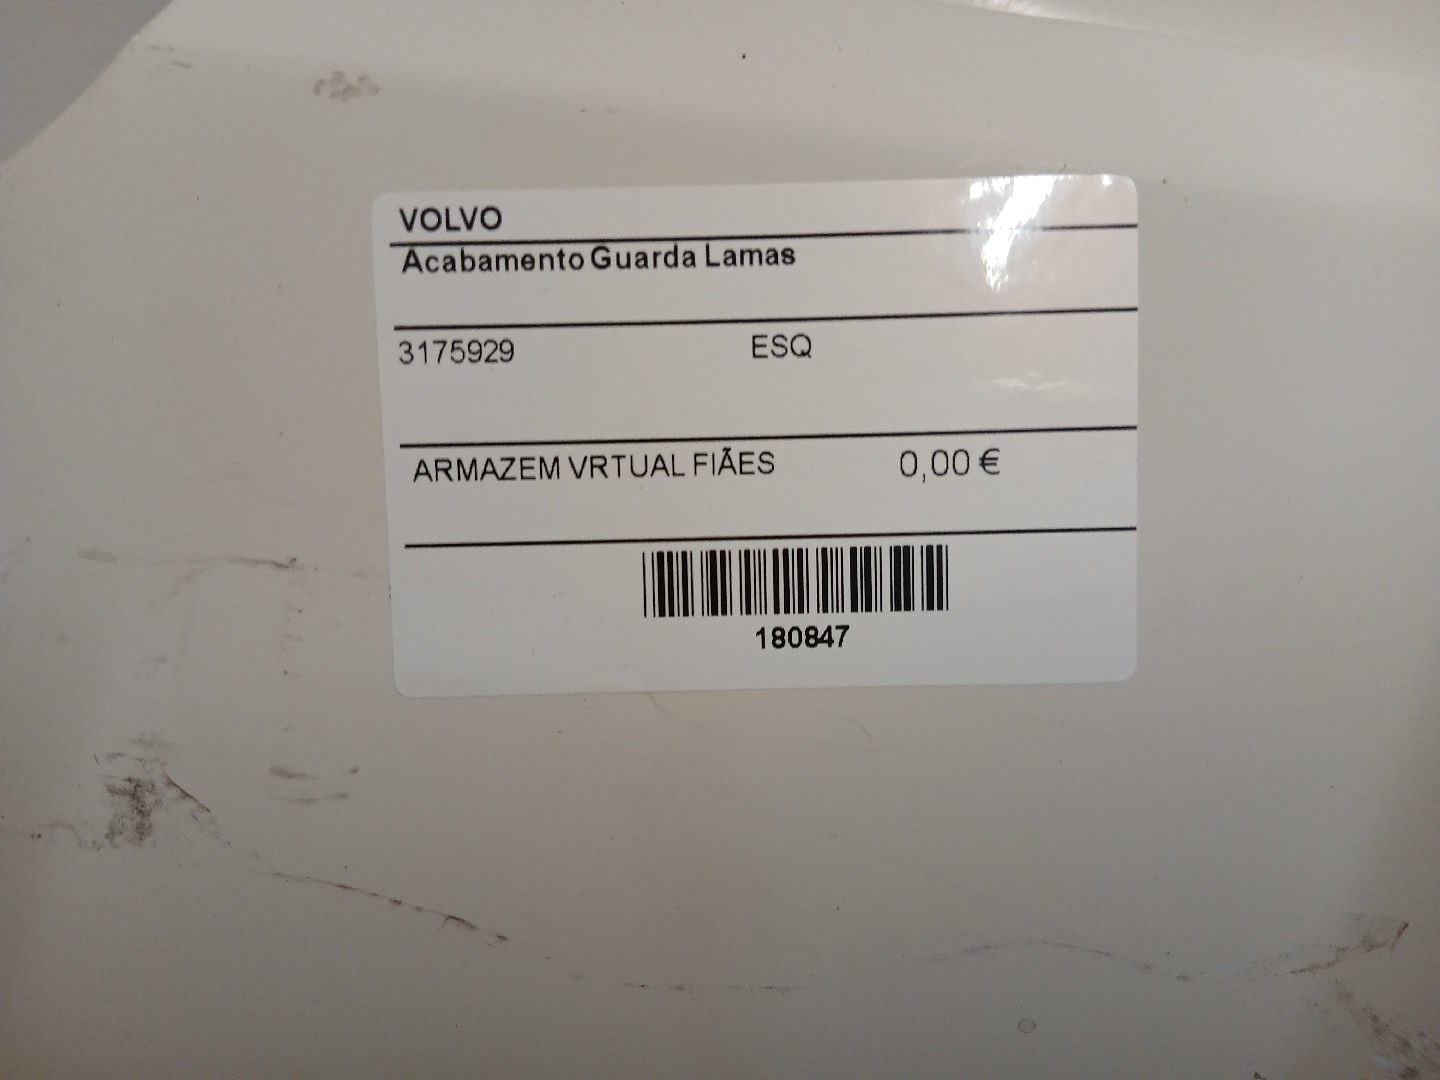 VOLVO
Acabamento Guarda Lamas
3175929 ESQ
ARMAZEM VRTUAL FIÃES 0,00 €
180847